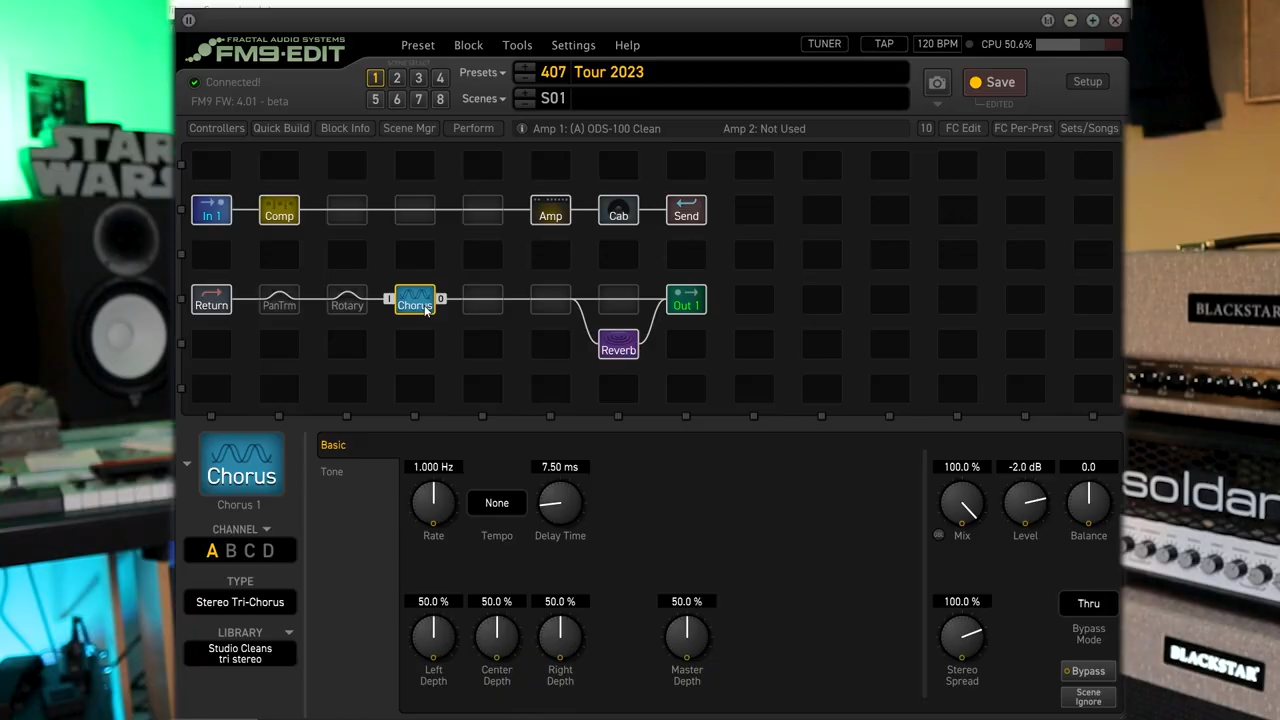 FRACTAL AUDIO SYSTEMS
FM9-EDIT
Preset Block Tools Settings Help
TUNER TAP 120 BPM CPU 50.6%
Connected!
FM9 FW: 4.01 - beta
SCENE SELECT
1 2 3 4
5 6 7 8
Presets 407 Tour 2023
Scenes S01
Save
EDITED
Setup
Controllers Quick Build Block Info Scene Mgr Perform
Amp 1: (A) ODS-100 Clean Amp 2: Not Used
10 FC Edit FC Per-Prst Sets/Songs
STAR
WARS
In 1 Comp Amp Cab Send
Return PanTrm Rotary I Chorus O Out 1
Reverb
BLACKSTAR
soldan
BLACKSTAR
Chorus
Chorus 1
CHANNEL
A B C D
TYPE
Stereo Tri-Chorus
LIBRARY
Studio Cleans
tri stereo
Basic
Tone
1.000 Hz 7.50 ms
None
Rate Tempo Delay Time
100.0 % -2.0 dB 0.0
Mix Level Balance
50.0 % 50.0 % 50.0 % 50.0 %
Left Depth
Center Depth
Right Depth
Master Depth
100.0 %
Stereo Spread
Thru
Bypass Mode
Bypass
Scene Ignore